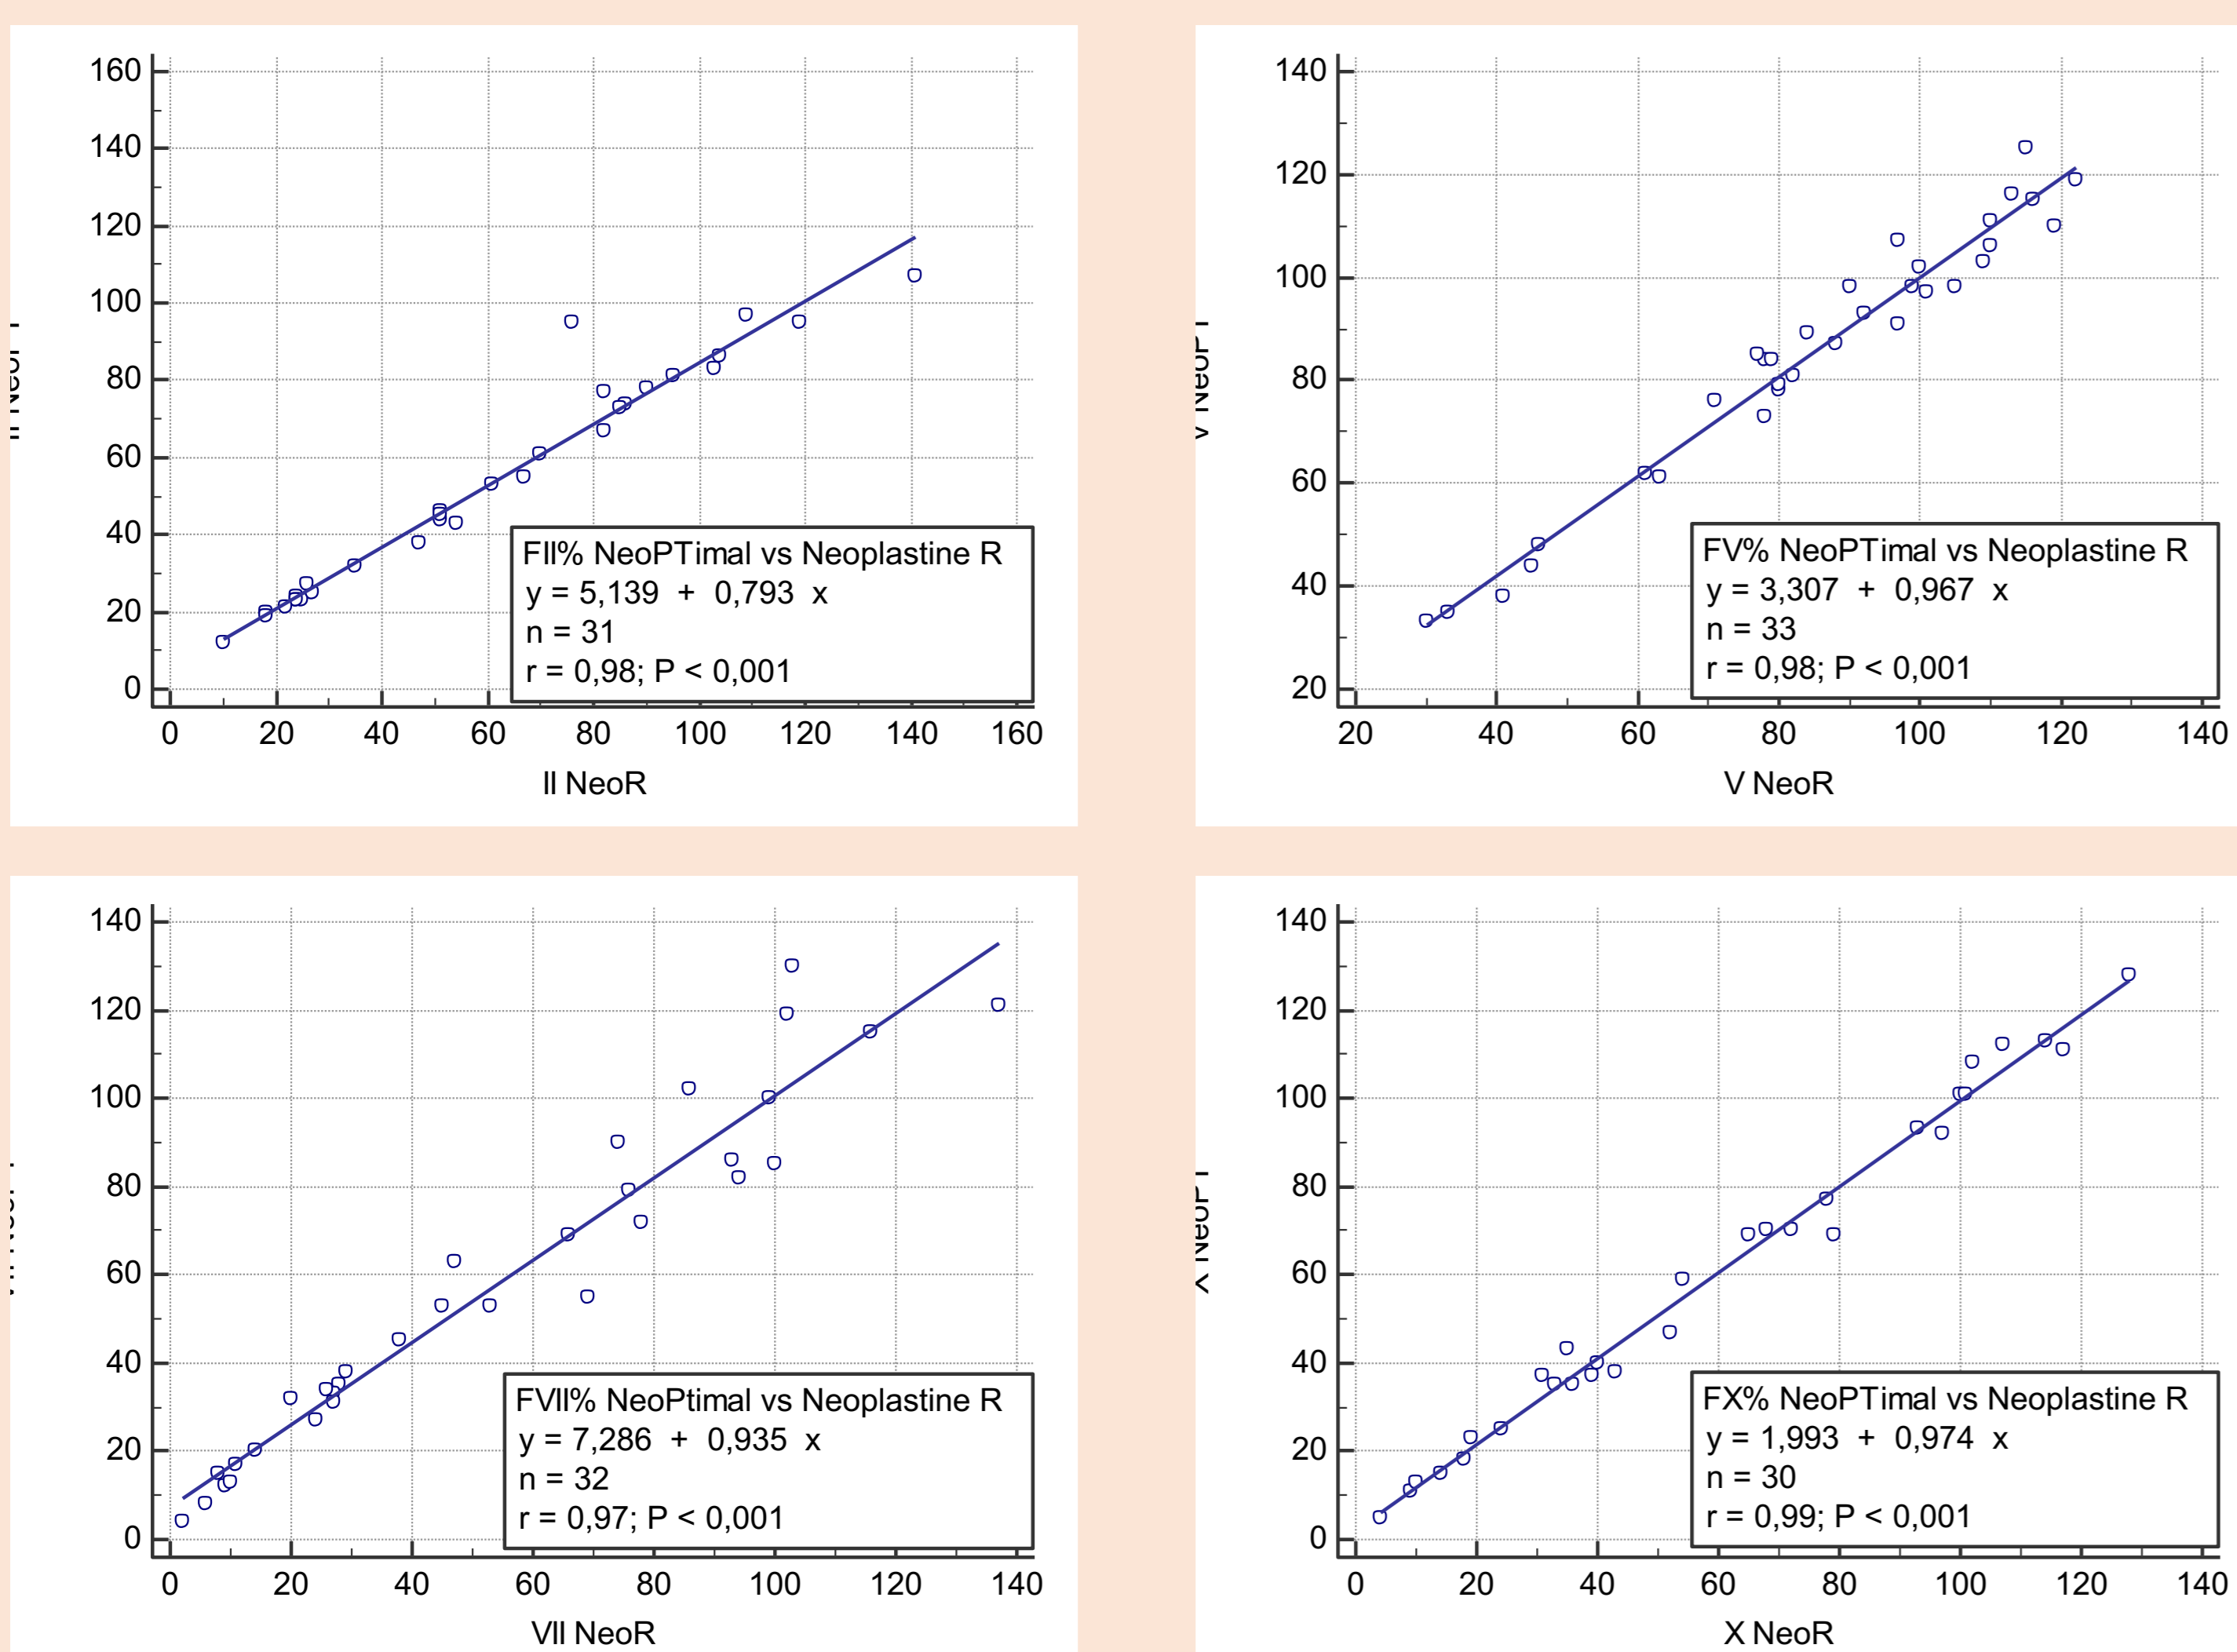 160
140
120
100
80
60
40
20
0
FII% NeoPTimal vs Neoplastine R
y = 5,139 + 0,793 x
n = 31
r = 0,98; P < 0,001
0 20 40 60 80 100 120 140 160
II NeoR
140
120
100
80
60
40
20
FV% NeoPTimal vs Neoplastine R
y = 3,307 + 0,967 x
n = 33
r = 0,98; P < 0,001
20 40 60 80 100 120 140
V NeoR
140
120
100
80
60
40
20
0
FVII% NeoPtimal vs Neoplastine R
y = 7,286 + 0,935 x
n = 32
r = 0,97; P < 0,001
0 20 40 60 80 100 120 140
VII NeoR
140
120
100
80
60
40
20
0
FX% NeoPTimal vs Neoplastine R
y = 1,993 + 0,974 x
n = 30
r = 0,99; P < 0,001
0 20 40 60 80 100 120 140
X NeoR